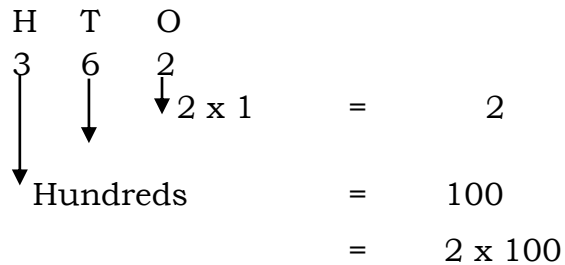 H T O
3 6 2
2 x 1 = 2
Hundreds = 100
= 2 x 100